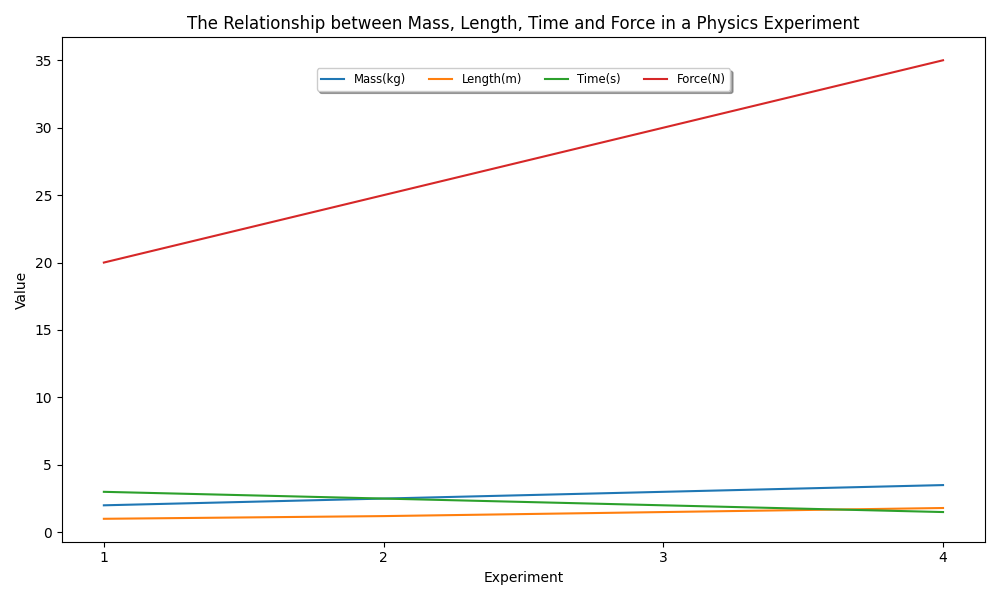 The Relationship between Mass, Length, Time and Force in a Physics Experiment
Mass(kg) Length(m) Time(s) Force(N)
35
30
25
20
15
10
5
0
Value
1 2 3 4
Experiment